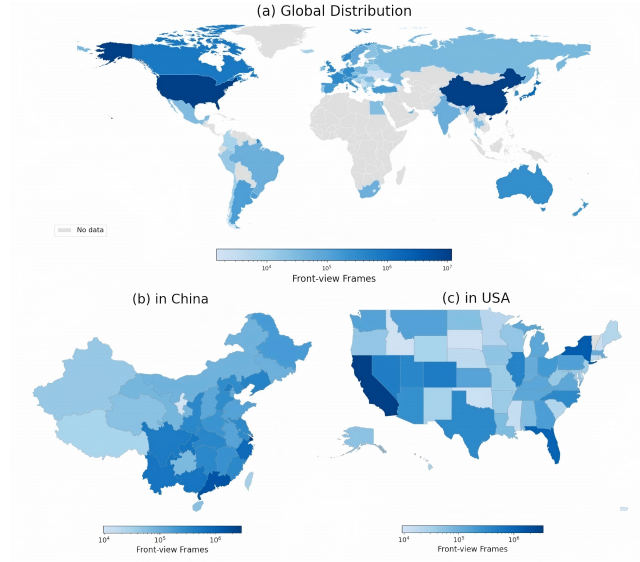 (a) Global Distribution
No data
10⁴ 10⁵ 10⁶ 10⁷
Front-view Frames
(b) in China
(c) in USA
10⁴ 10⁵ 10⁶
Front-view Frames
10⁴ 10⁵ 10⁶
Front-view Frames